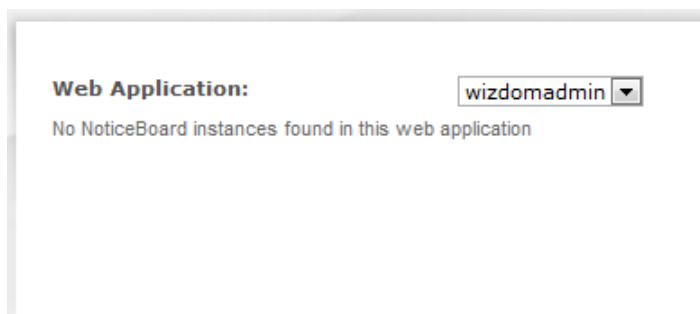 Web Application: wizdomadmin
No NoticeBoard instances found in this web application